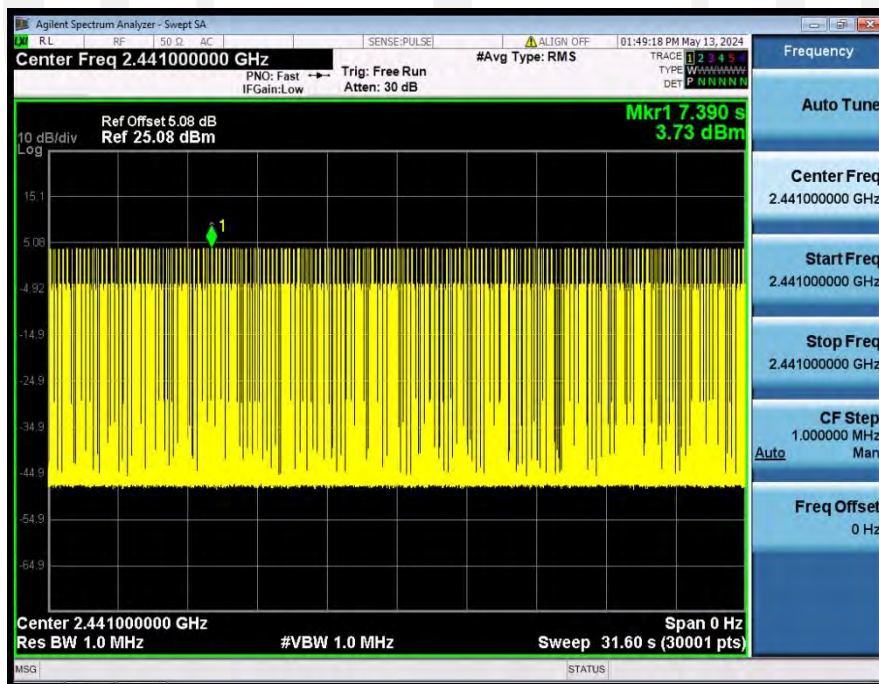 Agilent Spectrum Analyzer - Swept SA
LXI RL RF 50 Ω AC SENSE:PULSE ALIGN OFF 01:49:18 PM May 13, 2024
Center Freq 2.441000000 GHz #Avg Type: RMS TRACE 1 2 3 4 5 6 Frequency
PNO: Fast Trig: Free Run TYPE WWWWWW
IFGain:Low Atten: 30 dB DET P N N N N N
Auto Tune
Ref Offset 5.08 dB Mkr1 7.390 s
10 dB/div Ref 25.08 dBm 3.73 dBm
Log
Center Freq
2.441000000 GHz
15.1
1
5.08
Start Freq
2.441000000 GHz
-4.92
-14.9
Stop Freq
2.441000000 GHz
-24.9
-34.9
CF Step
1.000000 MHz
Auto Man
-44.9
-54.9
Freq Offset
0 Hz
-64.9
Center 2.441000000 GHz Span 0 Hz
Res BW 1.0 MHz #VBW 1.0 MHz Sweep 31.60 s (30001 pts)
MSG STATUS